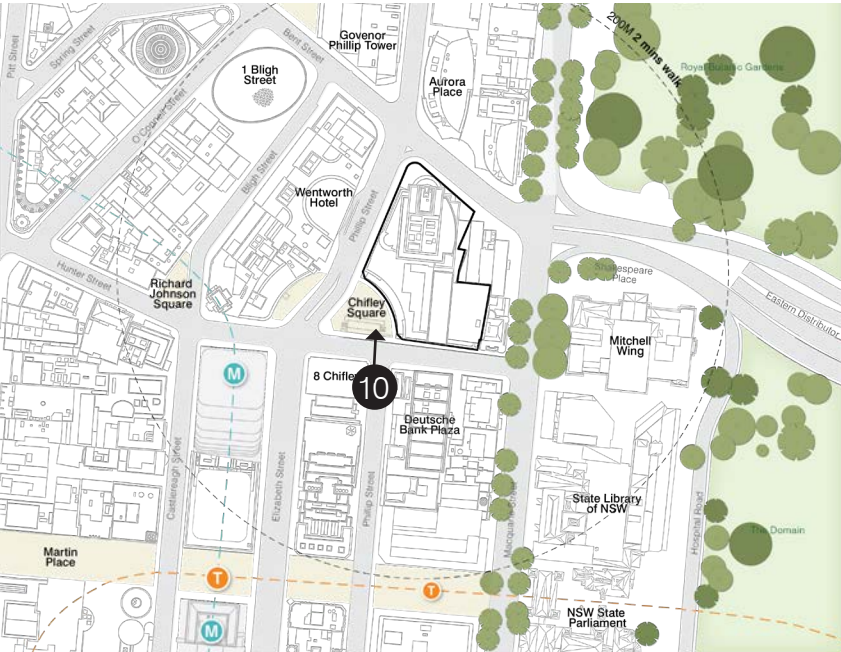 Govenor
Phillip Tower
200M 2 mins walk
Pitt Street
Spring Street
Bent Street
1 Bligh
Street
Aurora
Place
Royal Botanic Gardens
O'Connell Street
Bligh Street
Wentworth
Hotel
Phillip Street
Hunter Street
Richard
Johnson
Square
Chifley
Square
Shakespeare
Place
Eastern Distributor
Mitchell
Wing
M
8 Chifley
10
Deutsche
Bank Plaza
Castlereagh Street
Elizabeth Street
Phillip Street
Macquarie Street
State Library
of NSW
Hospital Road
The Domain
Martin
Place
T
T
M
NSW State
Parliament